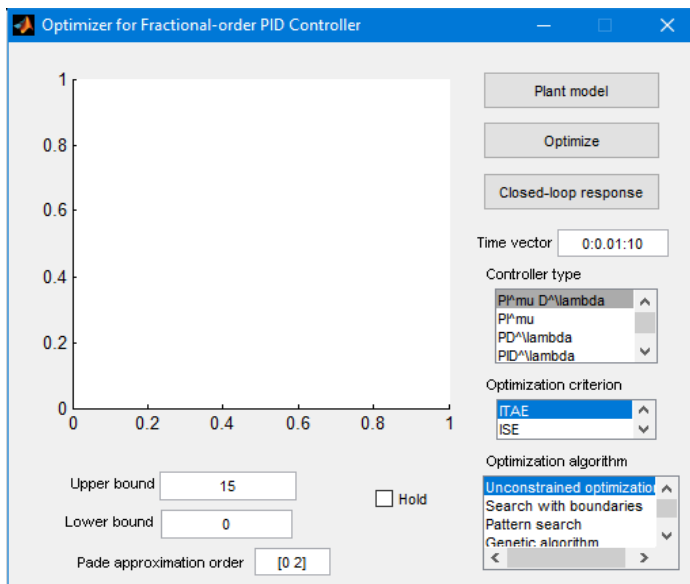 Optimizer for Fractional-order PID Controller
1
0.8
0.6
0.4
0.2
0
0 0.2 0.4 0.6 0.8 1
Plant model
Optimize
Closed-loop response
Time vector 0:0.01:10
Controller type
PI^mu D^\lambda
PI^mu
PD^\lambda
PID^\lambda
Optimization criterion
ITAE
ISE
Optimization algorithm
Unconstrained optimization
Search with boundaries
Pattern search
Genetic algorithm
Upper bound 15
Hold
Lower bound 0
Pade approximation order [0 2]